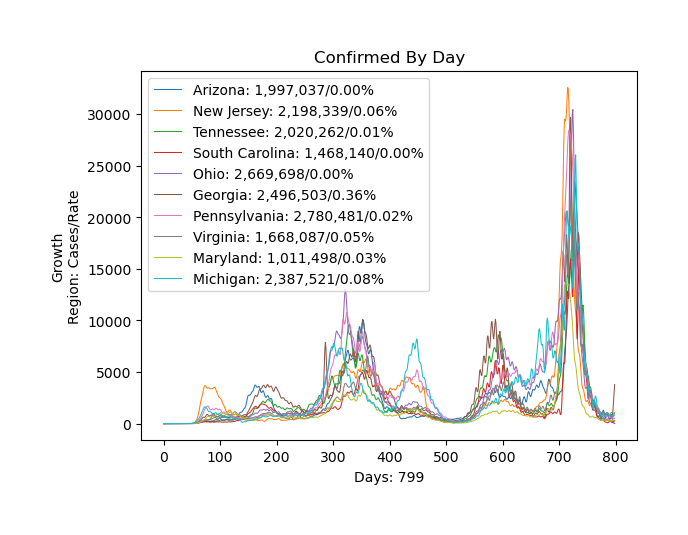 Confirmed By Day
Growth
Region: Cases/Rate
30000
25000
20000
15000
10000
5000
0
Arizona: 1,997,037/0.00%
New Jersey: 2,198,339/0.06%
Tennessee: 2,020,262/0.01%
South Carolina: 1,468,140/0.00%
Ohio: 2,669,698/0.00%
Georgia: 2,496,503/0.36%
Pennsylvania: 2,780,481/0.02%
Virginia: 1,668,087/0.05%
Maryland: 1,011,498/0.03%
Michigan: 2,387,521/0.08%
0 100 200 300 400 500 600 700 800
Days: 799